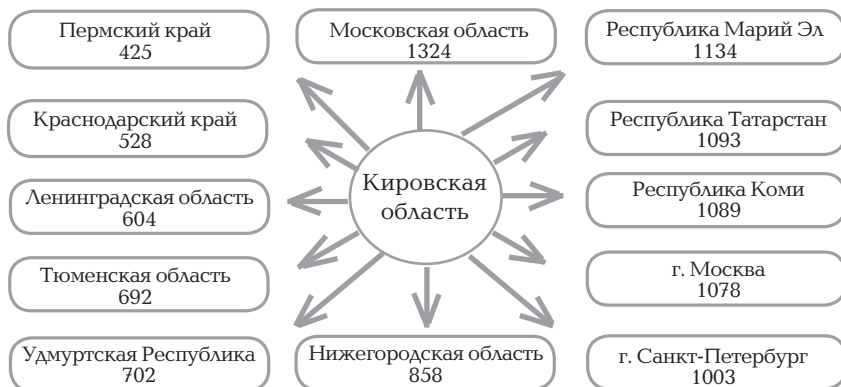 Пермский край
425
Московская область
1324
Республика Марий Эл
1134
Краснодарский край
528
Республика Татарстан
1093
Ленинградская область
604
Кировская
область
Республика Коми
1089
Тюменская область
692
г. Москва
1078
Удмуртская Республика
702
Нижегородская область
858
г. Санкт-Петербург
1003